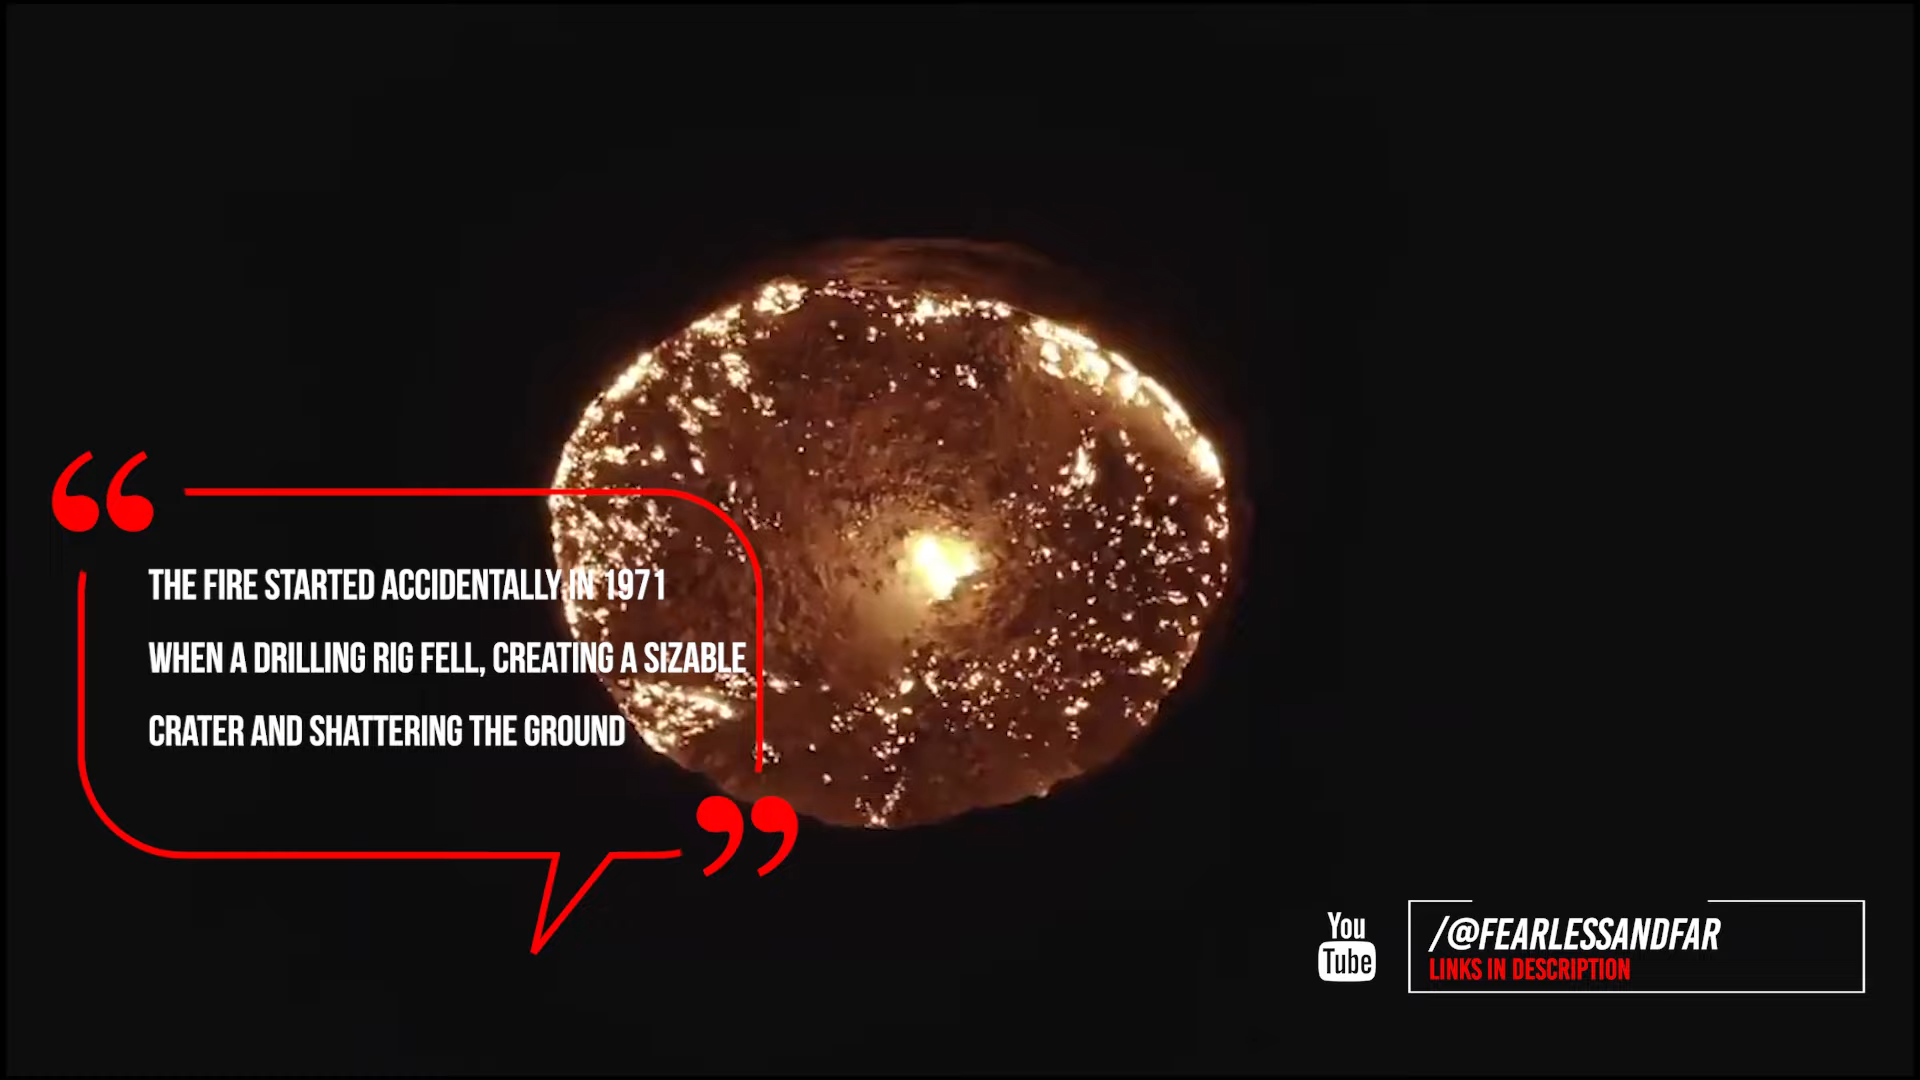 THE FIRE STARTED ACCIDENTALLY IN 1971
WHEN A DRILLING RIG FELL, CREATING A SIZABLE
CRATER AND SHATTERING THE GROUND
You
Tube
/@FEARLESSANDFAR
LINKS IN DESCRIPTION